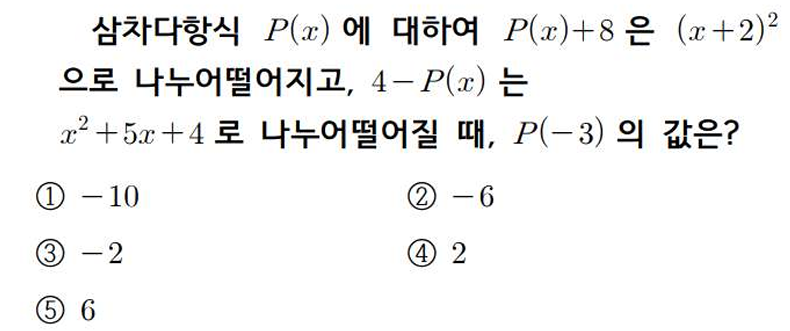 삼차다항식 P(x)에 대하여 P(x)+8은 (x+2)²
으로 나누어떨어지고, 4-P(x)는
x²+5x+4로 나누어떨어질 때, P(-3)의 값은?
① -10 ② -6
③ -2 ④ 2
⑤ 6